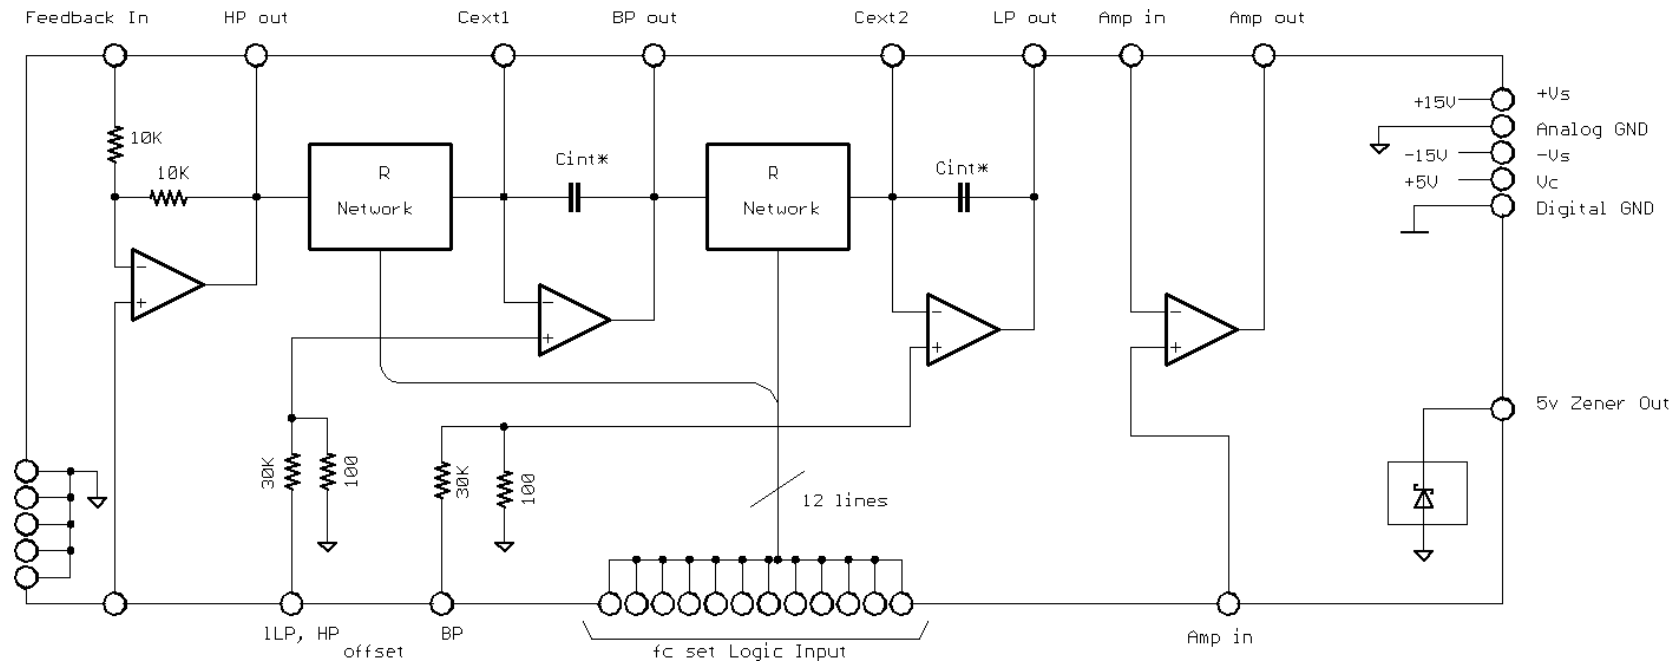 Feedback In
HP out
Cext1
BP out
Cext2
LP out
Amp in
Amp out
+15V
+Vs
Analog GND
-15V
-Vs
+5V
Vc
Digital GND
10K
10K
R
Network
Cint*
R
Network
Cint*
-
+
-
+
-
+
-
+
5v Zener Out
30K
100
30K
100
12 lines
lLP, HP
offset
BP
fc set Logic Input
Amp in